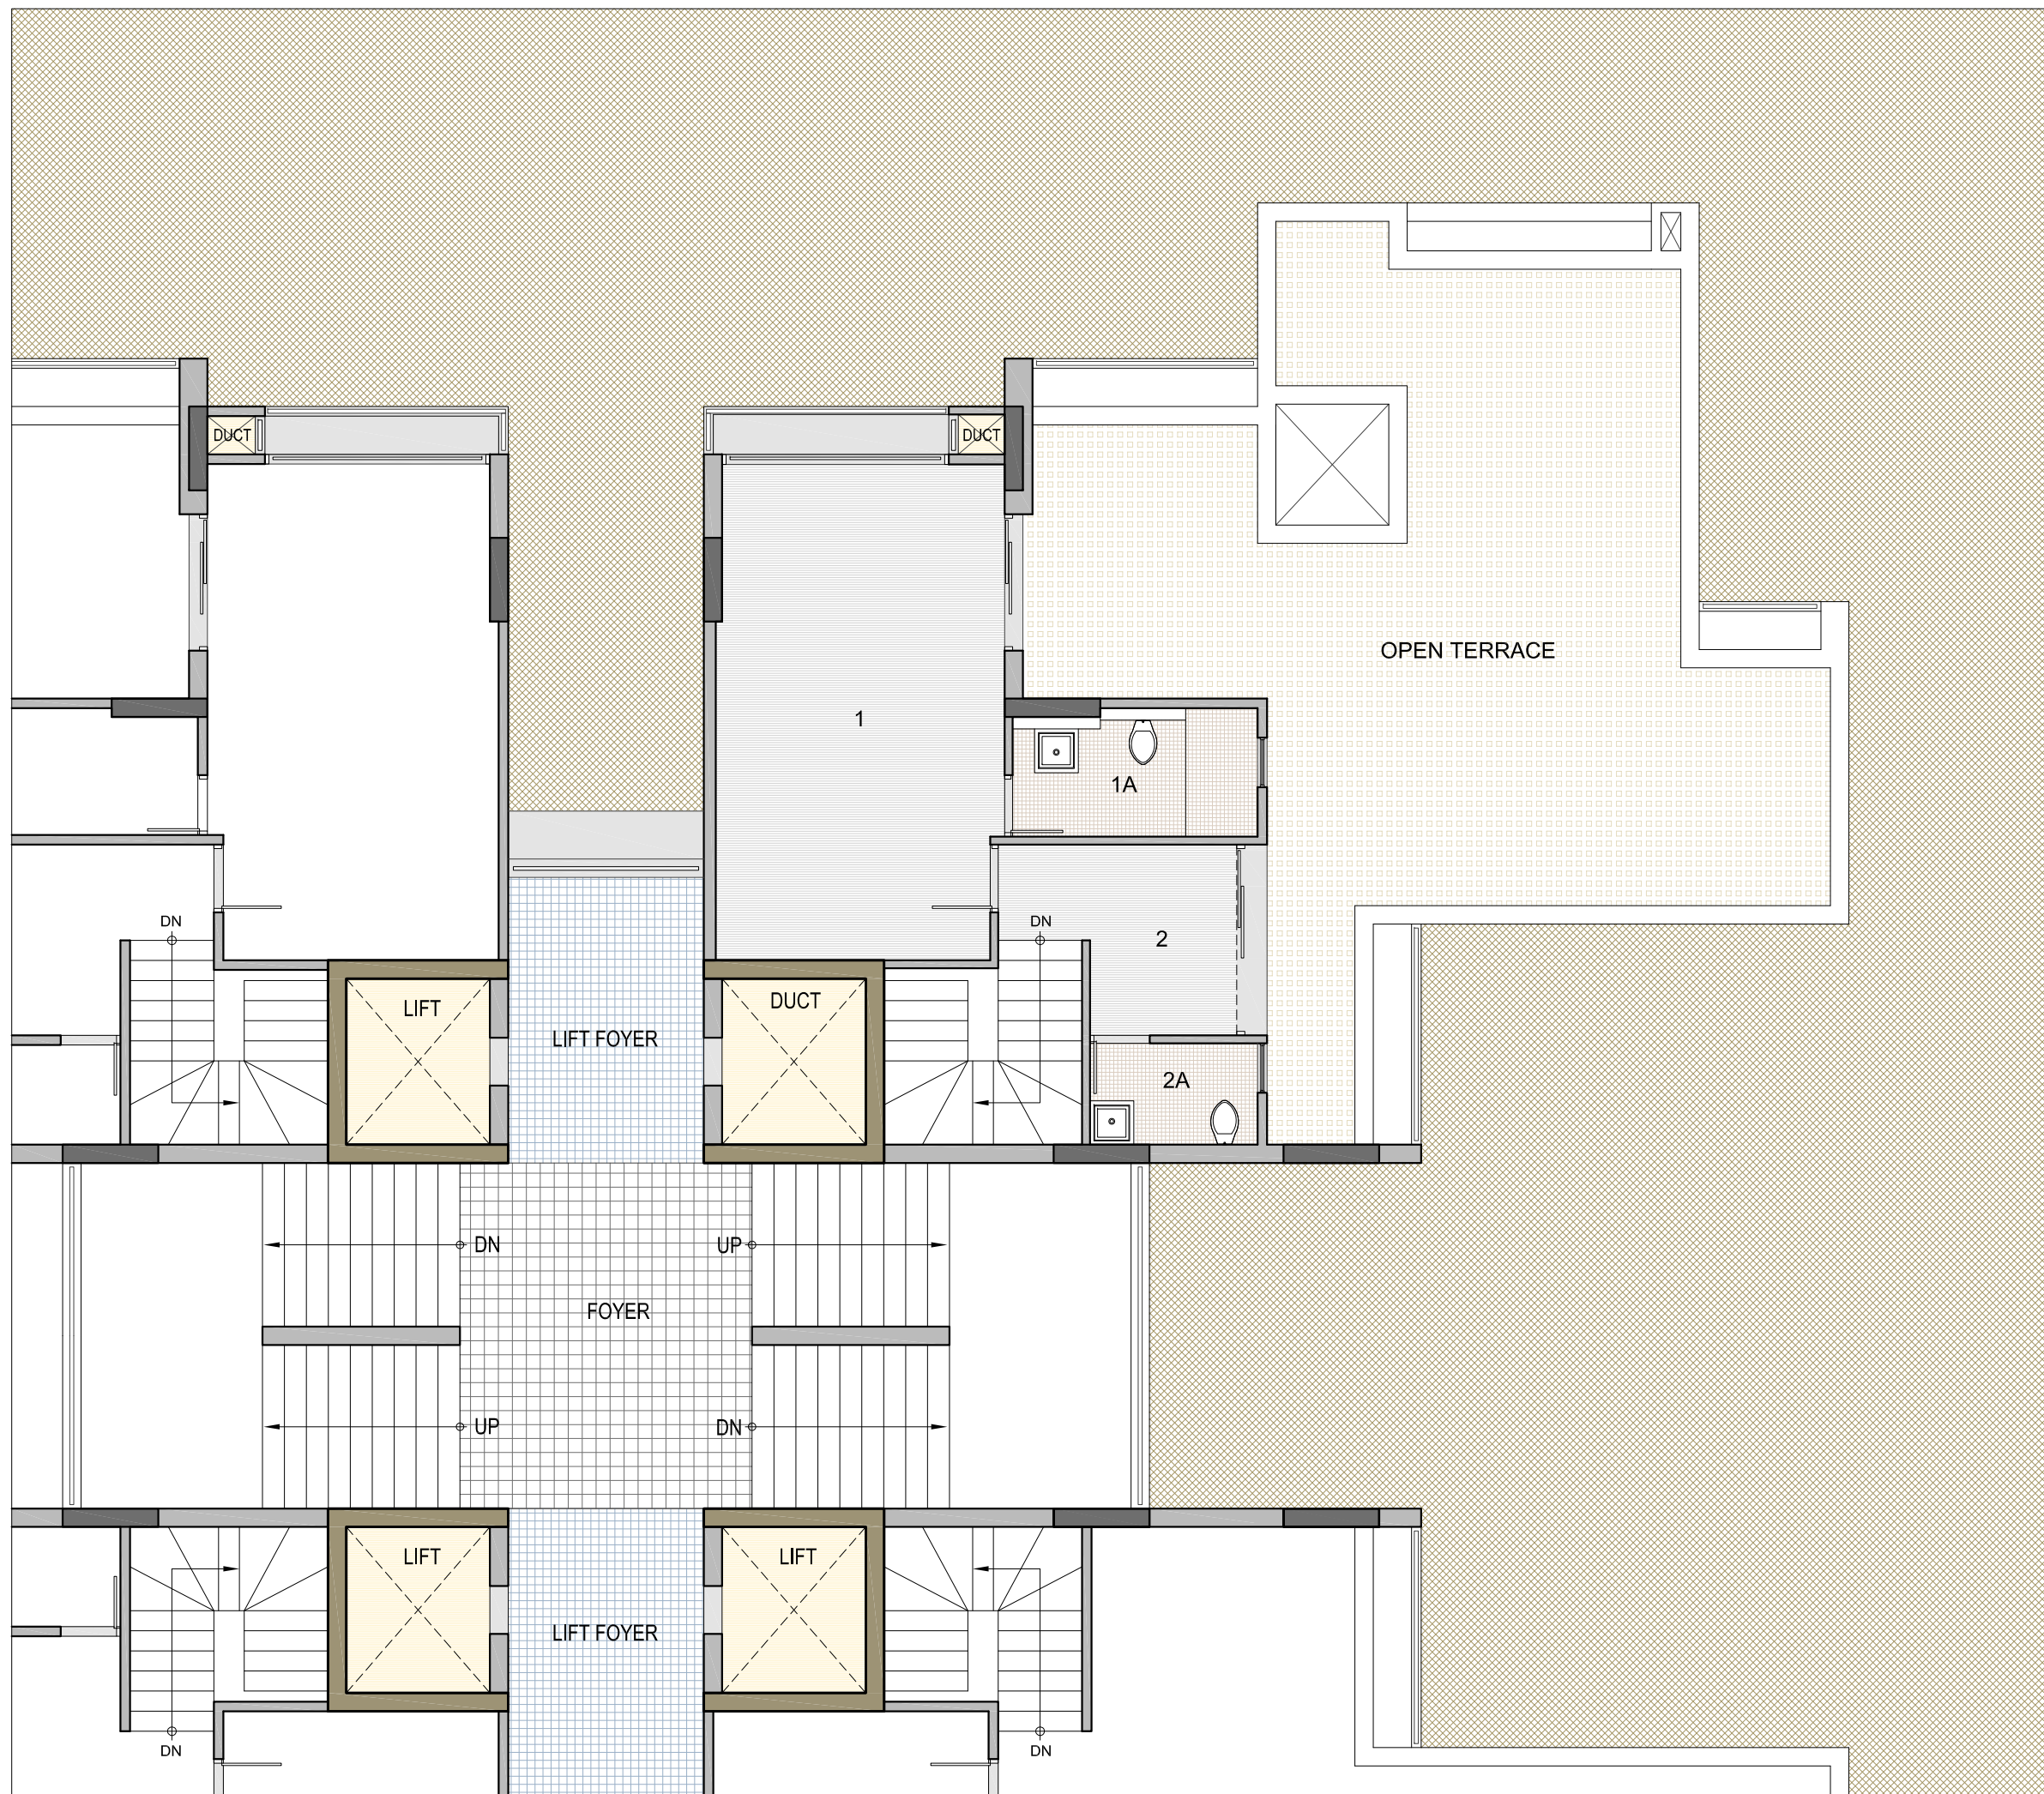 DUCT
DUCT
OPEN TERRACE
1
1A
DN
DN
2
LIFT
DUCT
LIFT FOYER
2A
DN
UP
FOYER
UP
DN
LIFT
LIFT
LIFT FOYER
DN
DN